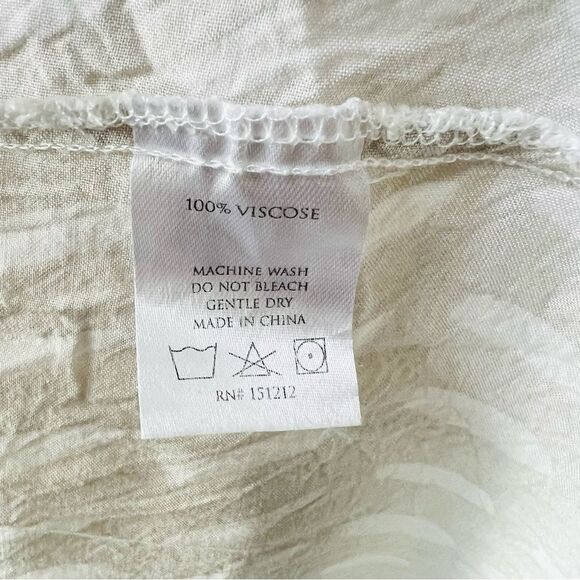 100% VISCOSE
MACHINE WASH
DO NOT BLEACH
GENTLE DRY
MADE IN CHINA
RN# 151212